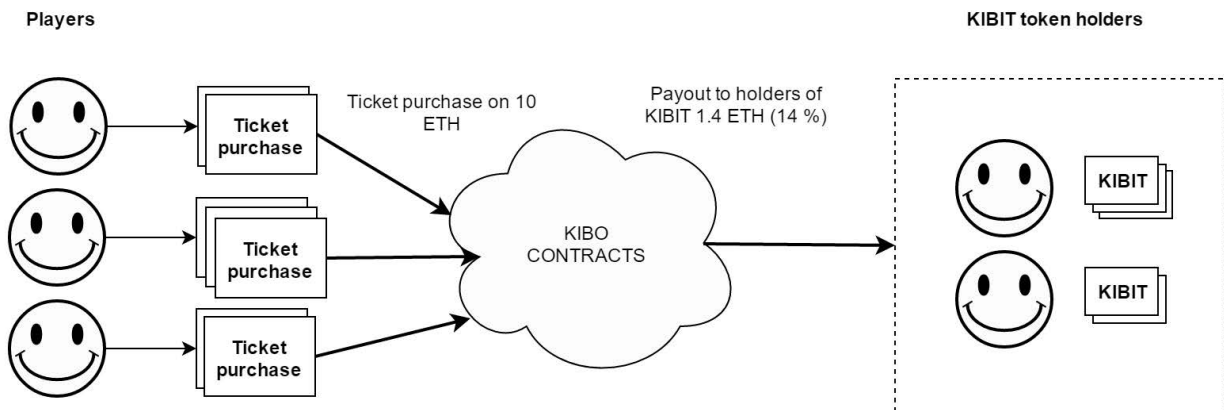 Players
KIBIT token holders
Ticket purchase on 10
ETH
Payout to holders of
KIBIT 1.4 ETH (14 %)
Ticket
purchase
Ticket
purchase
Ticket
purchase
KIBO
CONTRACTS
KIBIT
KIBIT